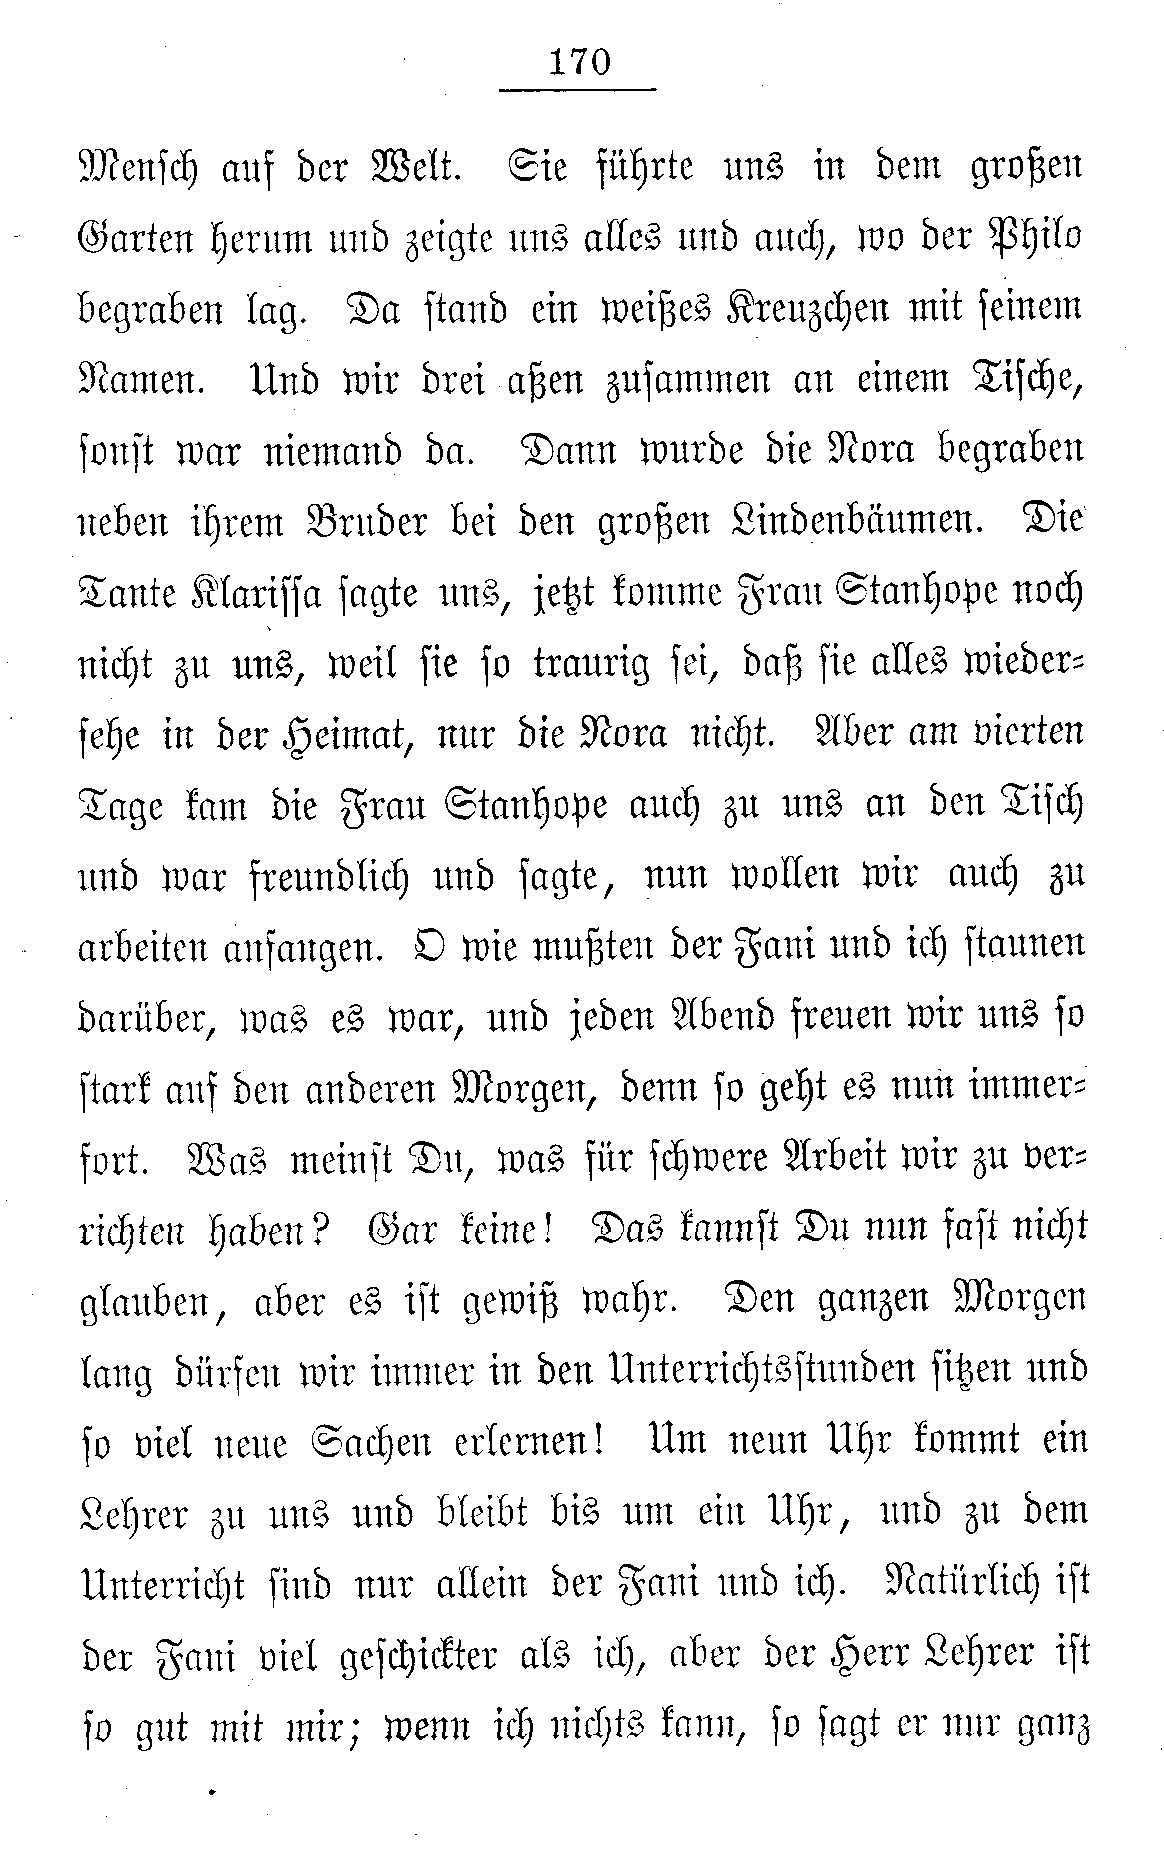 170
Mensch auf der Welt. Sie führte uns in dem großen
Garten herum und zeigte uns alles und auch, wo der Philo
begraben lag. Da stand ein weißes Kreuzchen mit seinem
Namen. Und wir drei aßen zusammen an einem Tische,
sonst war niemand da. Dann wurde die Nora begraben
neben ihrem Bruder bei den großen Lindenbäumen. Die
Tante Klarissa sagte uns, jetzt komme Frau Stanhope noch
nicht zu uns, weil sie so traurig sei, daß sie alles wieder-
sehe in der Heimat, nur die Nora nicht. Aber am vierten
Tage kam die Frau Stanhope auch zu uns an den Tisch
und war freundlich und sagte, nun wollen wir auch zu
arbeiten anfangen. O wie mußten der Fani und ich staunen
darüber, was es war, und jeden Abend freuen wir uns so
stark auf den anderen Morgen, denn so geht es nun immer-
fort. Was meinst Du, was für schwere Arbeit wir zu ver-
richten haben? Gar keine! Das kannst Du nun fast nicht
glauben, aber es ist gewiß wahr. Den ganzen Morgen
lang dürfen wir immer in den Unterrichtsstunden sitzen und
so viel neue Sachen erlernen! Um neun Uhr kommt ein
Lehrer zu uns und bleibt bis um ein Uhr, und zu dem
Unterricht sind nur allein der Fani und ich. Natürlich ist
der Fani viel geschickter als ich, aber der Herr Lehrer ist
so gut mit mir; wenn ich nichts kann, so sagt er nur ganz